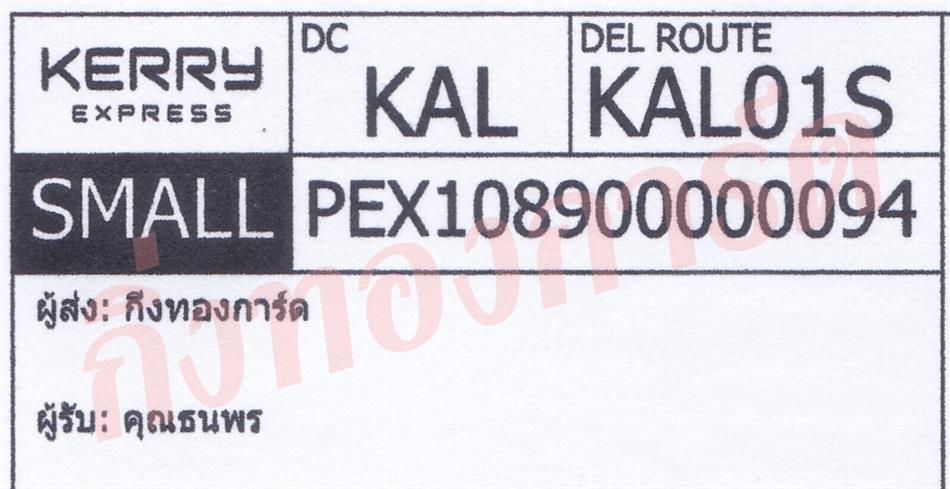 KERRY
EXPRESS
DC
KAL
DEL ROUTE
KAL01S
SMALL
PEX1089000000094
ผู้ส่ง: กิ่งทองการ์ด
ผู้รับ: คุณธนพร
กิ่งทองการ์ด